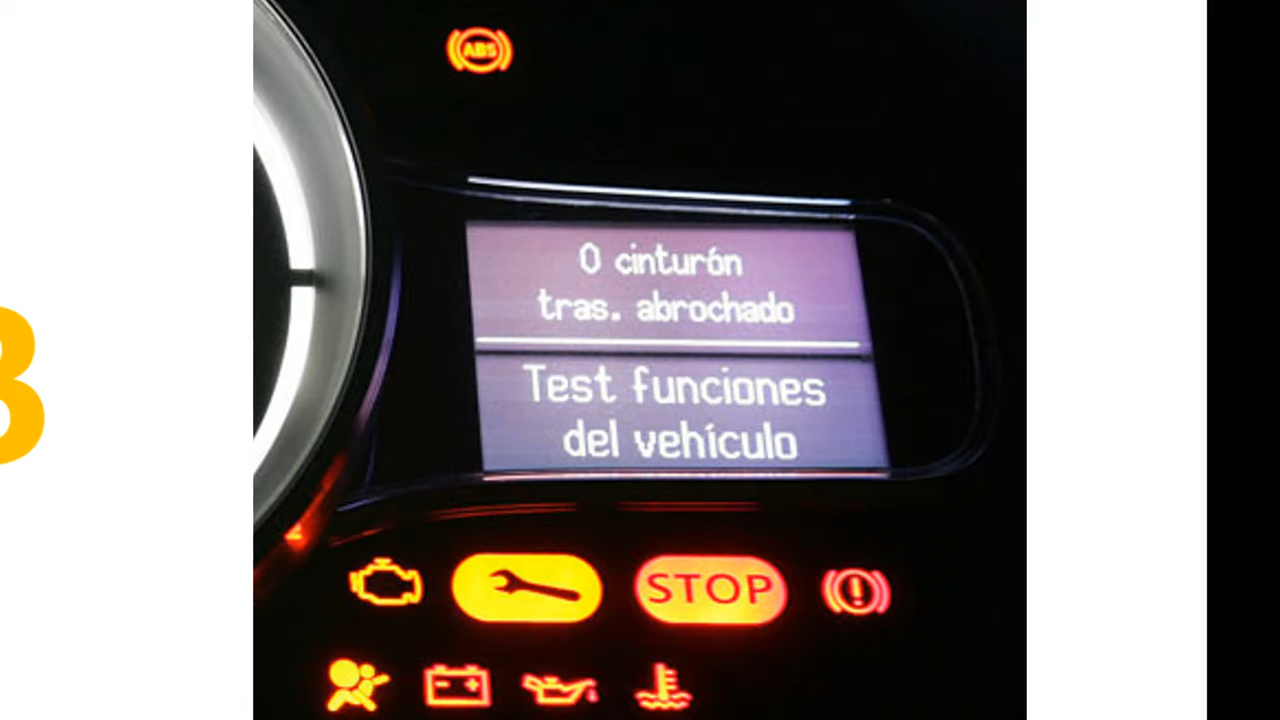 ABS
0 cinturón
tras. abrochado
Test funciones
del vehículo
STOP